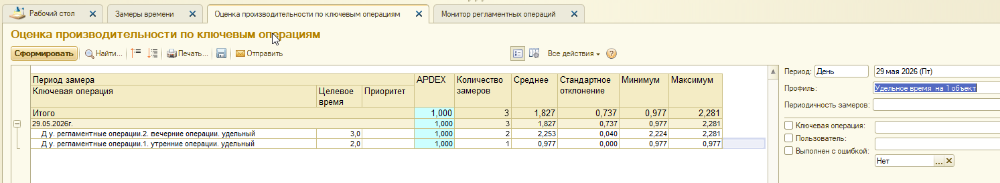 Рабочий стол
Замеры времени
Оценка производительности по ключевым операциям
Монитор регламентных операций
Оценка производительности по ключевым операциям
Сформировать
Найти...
Печать...
Отправить
Все действия
Период: День 29 мая 2026 (Пт)
Профиль: Удельное время на 1 объект
Периодичность замеров:
Ключевая операция:
Пользователь:
Выполнен с ошибкой:
Нет ...
Период замера APDEX Количество замеров Среднее Стандартное отклонение Минимум Максимум
Ключевая операция Целевое время Приоритет
Итого 1,000 3 1,827 0,737 0,977 2,281
29.05.2026г. 1,000 3 1,827 0,737 0,977 2,281
Д у. регламентные операции.2. вечерние операции. удельный 3,0 1,000 2 2,253 0,040 2,224 2,281
Д у. регламентные операции.1. утренние операции. удельный 2,0 1,000 1 0,977 0,000 0,977 0,977